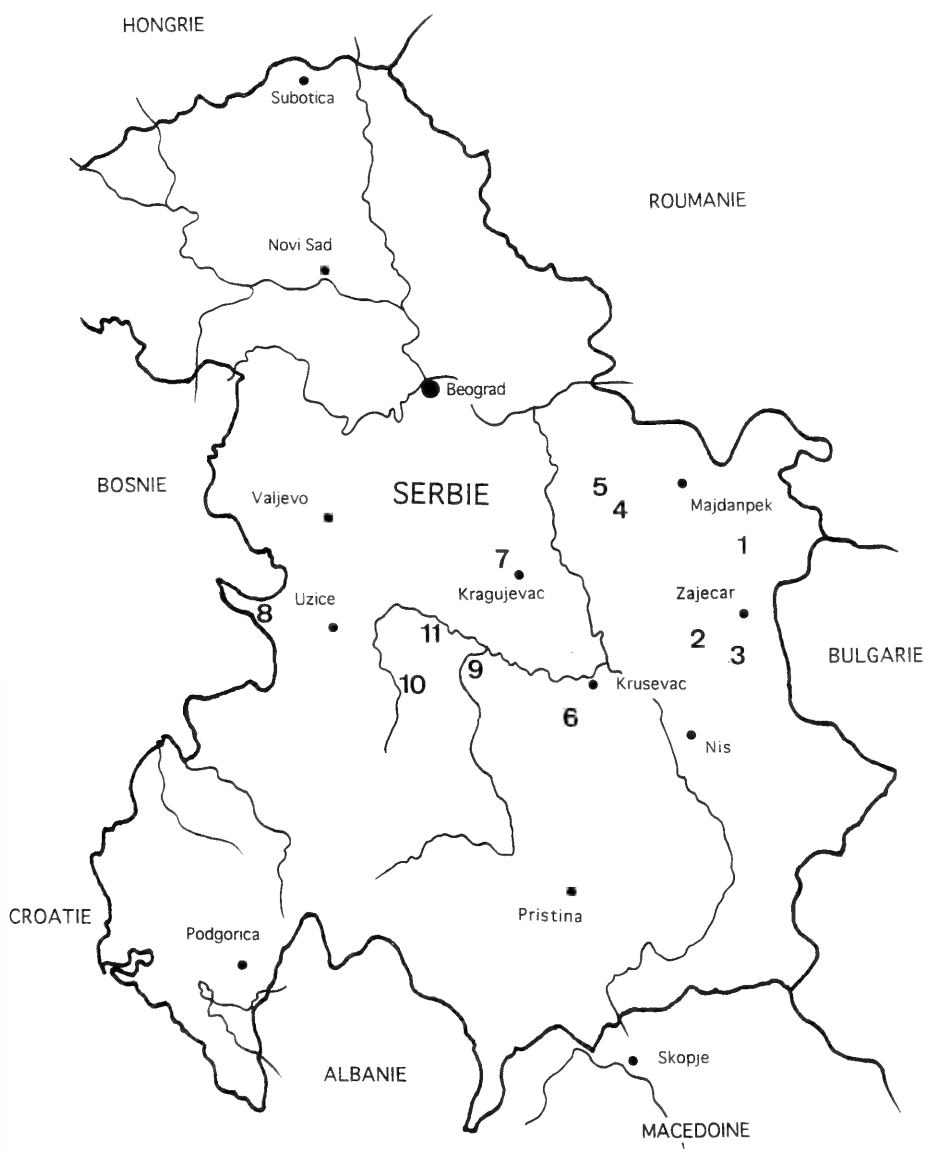 HONGRIE
Subotica
ROUMANIE
Novi Sad
Beograd
BOSNIE
Valjevo
SERBIE
5
4
Majdanpek
1
7
Kragujevac
Zajecar
8
Uzice
11
2
3
BULGARIE
10
9
Krusevac
6
Nis
CROATIE
Pristina
Podgorica
ALBANIE
Skopje
MACEDOINE